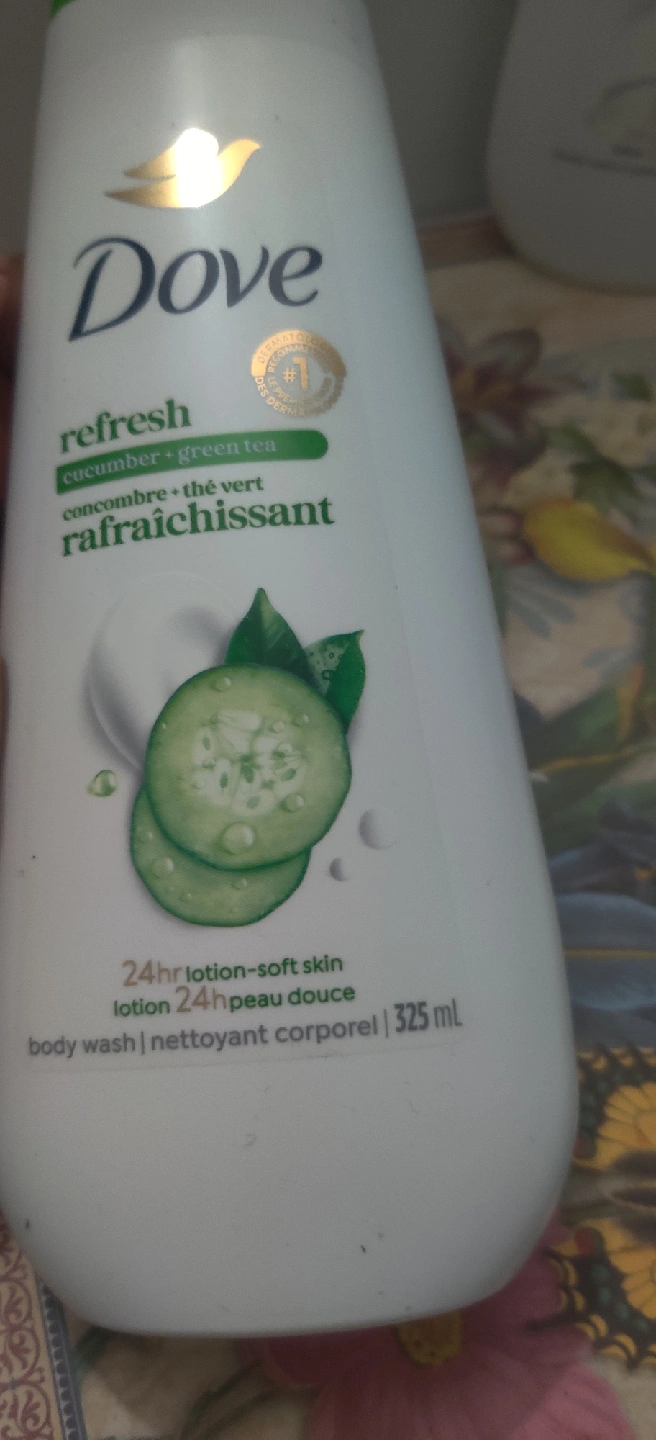 Dove
#1
refresh
cucumber + green tea
concombre + thé vert
rafraîchissant
24hr lotion-soft skin
lotion 24h peau douce
body wash | nettoyant corporel | 325 mL